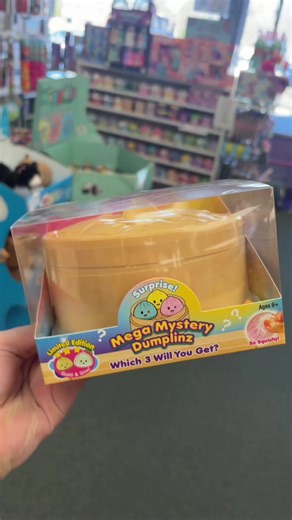 Surprise!
Mega Mystery
Dumplinz
Which 3 Will You Get?
Limited Edition
Ages 6+
So Squishy!
?
?
?
?